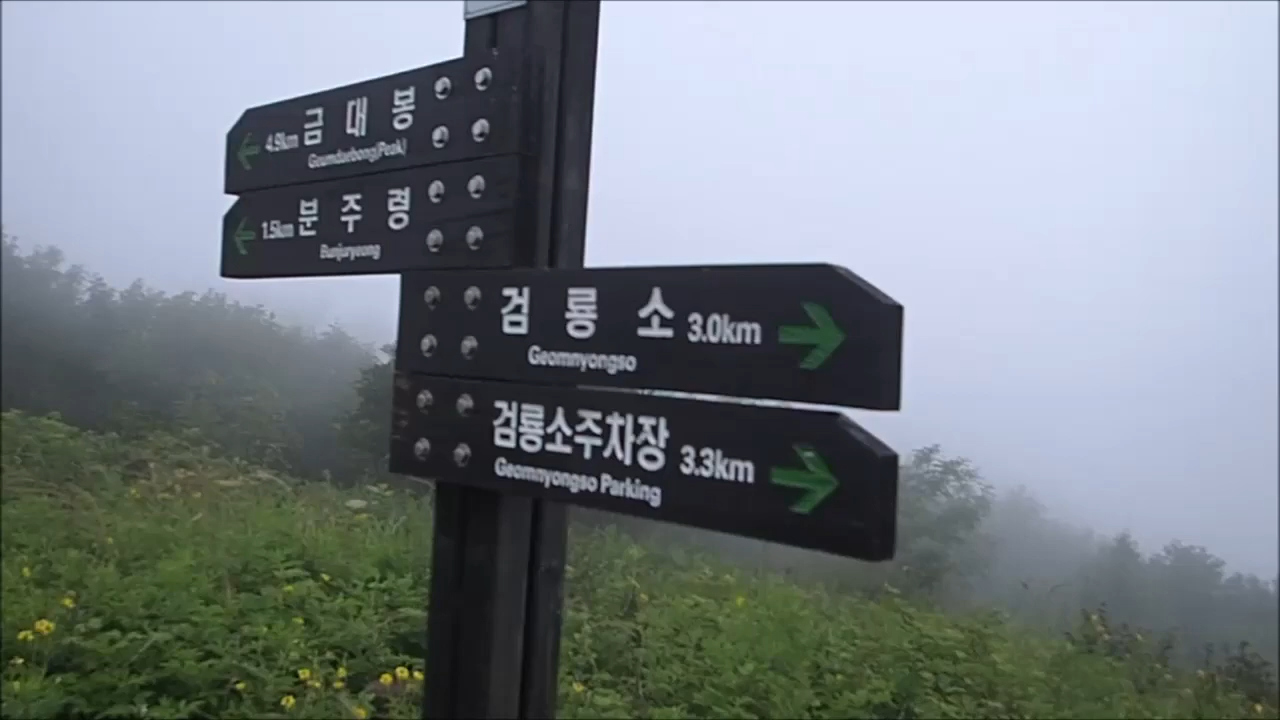 4.9km 금 대 봉
Geumdaebong(Peak)
1.5km 분 주 령
Bunjuryeong
검 룡 소 3.0km
Geomnyongso
검룡소주차장 3.3km
Geomnyongso Parking